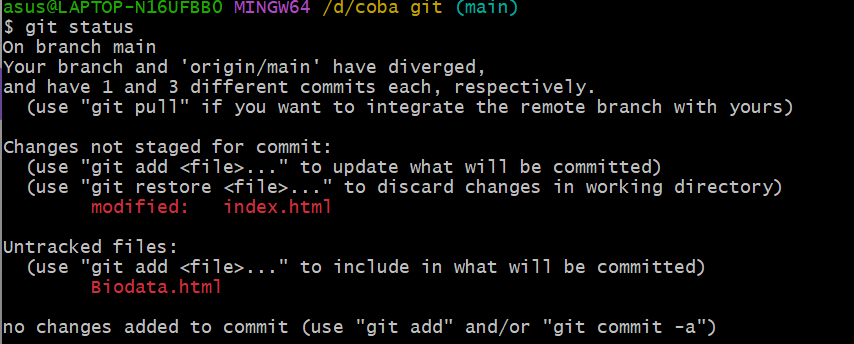 asus@LAPTOP-N16UFBB0 MINGW64 /d/coba git (main)
$ git status
On branch main
Your branch and 'origin/main' have diverged,
and have 1 and 3 different commits each, respectively.
  (use "git pull" if you want to integrate the remote branch with yours)

Changes not staged for commit:
  (use "git add <file>..." to update what will be committed)
  (use "git restore <file>..." to discard changes in working directory)
        modified:   index.html

Untracked files:
  (use "git add <file>..." to include in what will be committed)
        Biodata.html

no changes added to commit (use "git add" and/or "git commit -a")